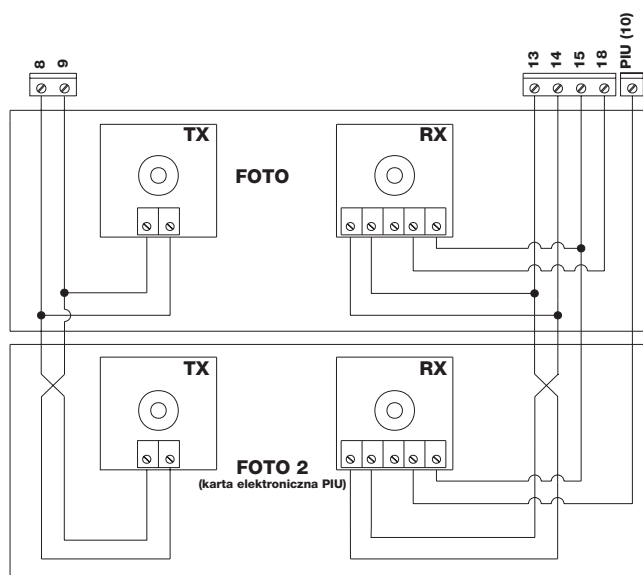 8 9 13 14 15 18 PIU (10)
TX RX
FOTO
TX RX
FOTO 2
(karta elektroniczna PIU)